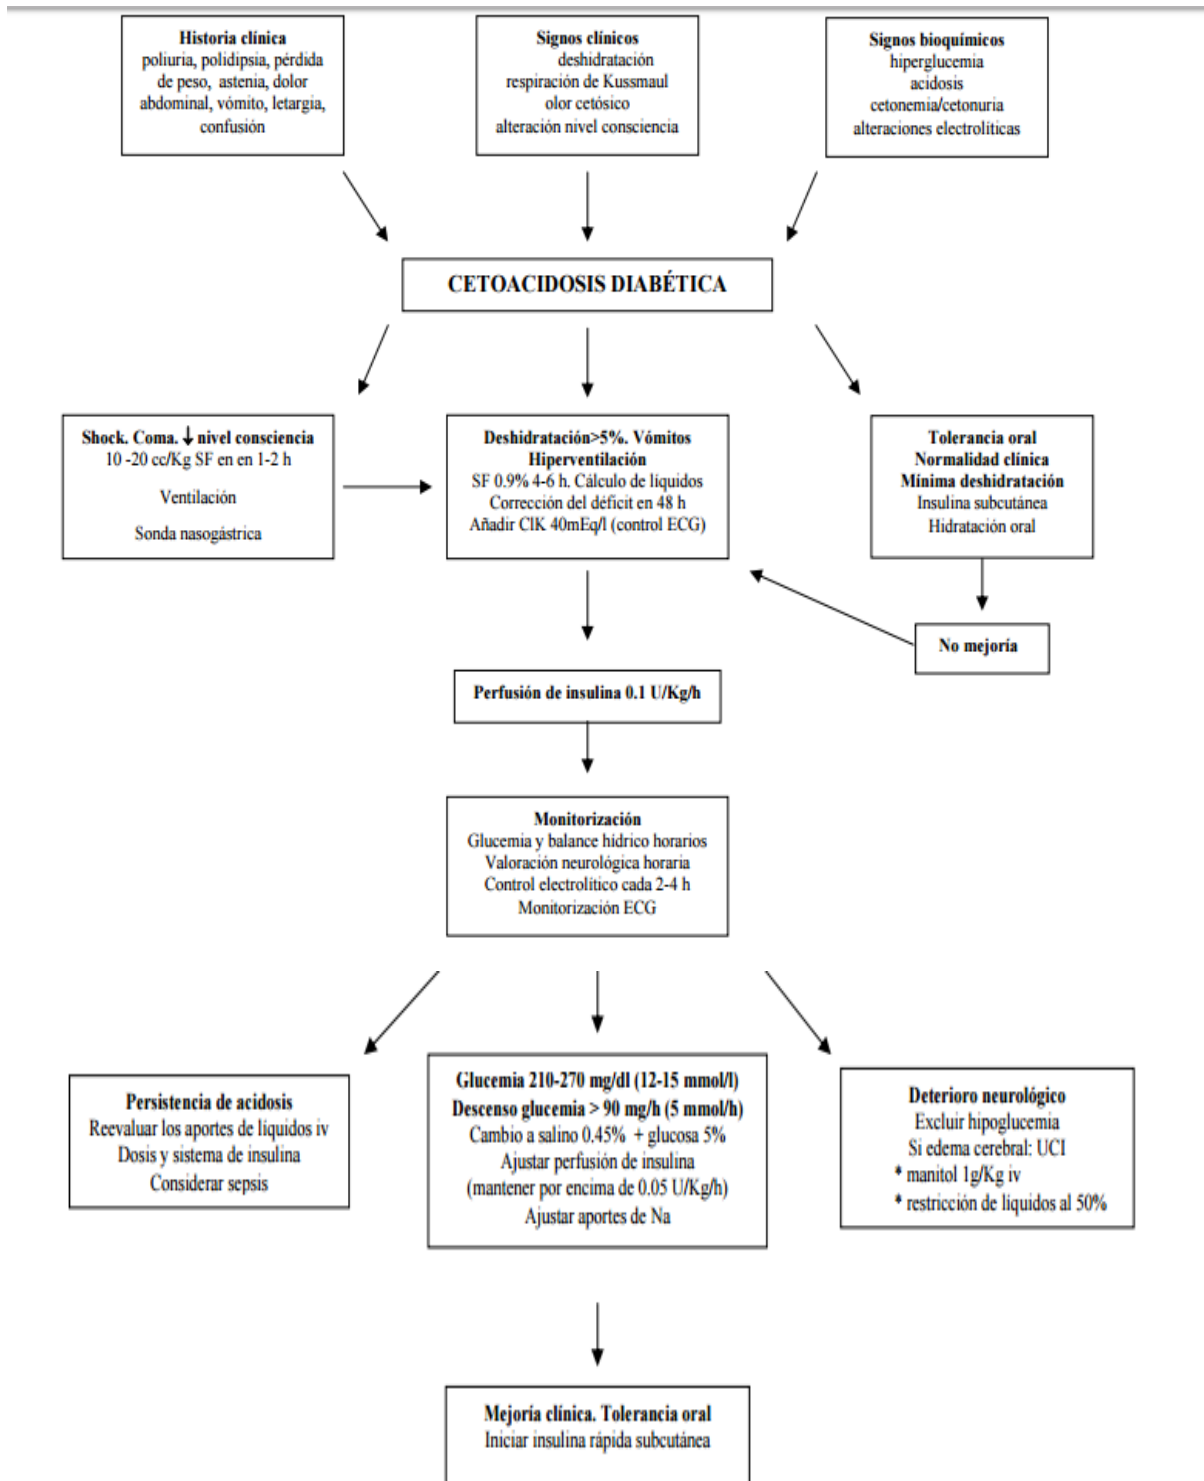 Historia clínica
poliuria, polidipsia, pérdida
de peso, astenia, dolor
abdominal, vómito, letargia,
confusión
Signos clínicos
deshidratación
respiración de Kussmaul
olor cetósico
alteración nivel consciencia
Signos bioquímicos
hiperglucemia
acidosis
cetonemia/cetonuria
alteraciones electrolíticas
CETOACIDOSIS DIABÉTICA
Shock. Coma. ↓ nivel consciencia
10 -20 cc/Kg SF en en 1-2 h
Ventilación
Sonda nasogástrica
Deshidratación>5%. Vómitos
Hiperventilación
SF 0.9% 4-6 h. Cálculo de líquidos
Corrección del déficit en 48 h
Añadir ClK 40mEq/l (control ECG)
Tolerancia oral
Normalidad clínica
Mínima deshidratación
Insulina subcutánea
Hidratación oral
No mejoría
Perfusión de insulina 0.1 U/Kg/h
Monitorización
Glucemia y balance hídrico horarios
Valoración neurológica horaria
Control electrolítico cada 2-4 h
Monitorización ECG
Persistencia de acidosis
Reevaluar los aportes de líquidos iv
Dosis y sistema de insulina
Considerar sepsis
Glucemia 210-270 mg/dl (12-15 mmol/l)
Descenso glucemia > 90 mg/h (5 mmol/h)
Cambio a salino 0.45% + glucosa 5%
Ajustar perfusión de insulina
(mantener por encima de 0.05 U/Kg/h)
Ajustar aportes de Na
Deterioro neurológico
Excluir hipoglucemia
Si edema cerebral: UCI
* manitol 1g/Kg iv
* restricción de líquidos al 50%
Mejoría clínica. Tolerancia oral
Iniciar insulina rápida subcutánea